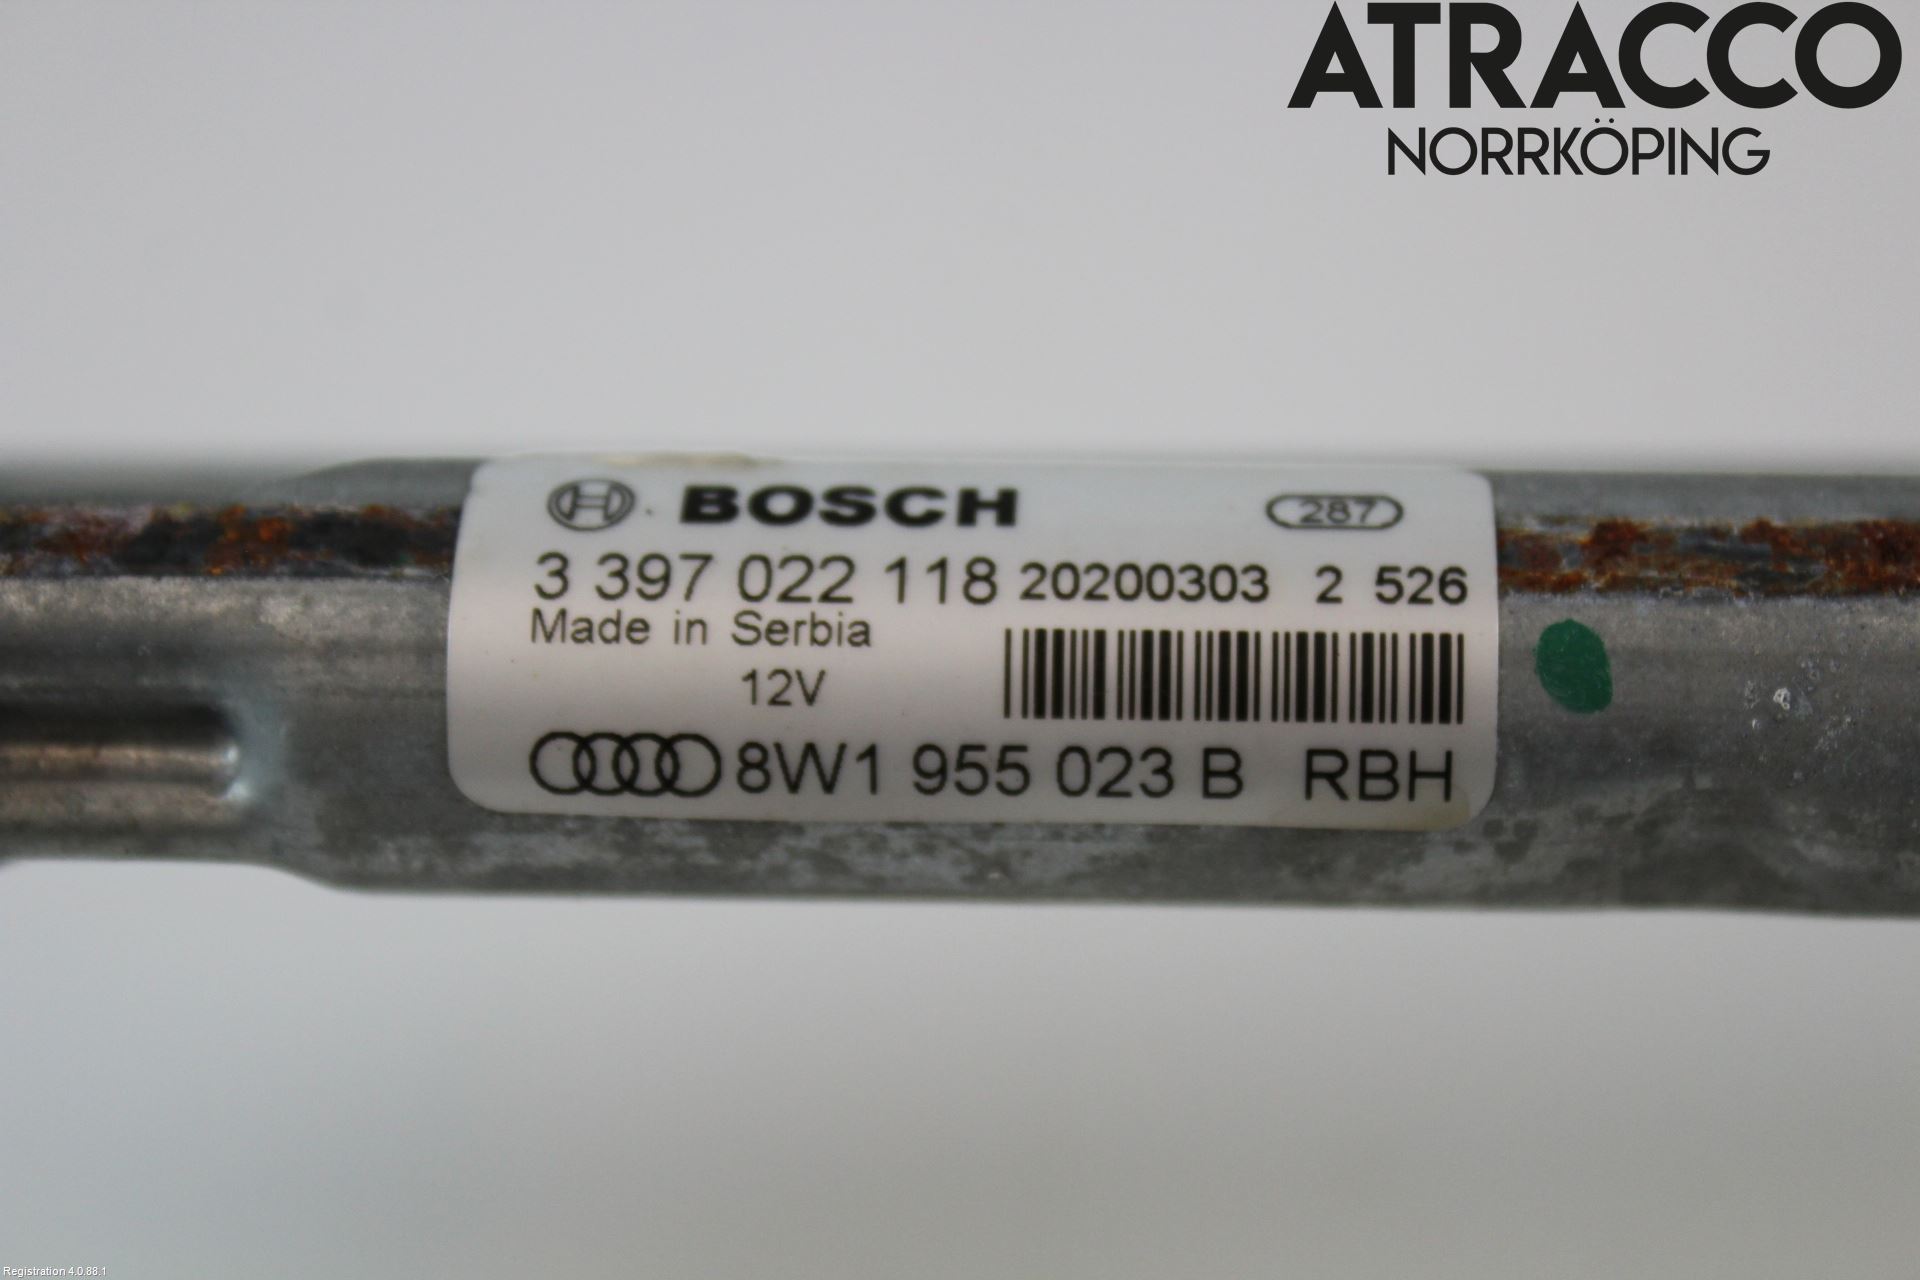 ATRACCO
NORRKÖPING
BOSCH 287
3 397 022 118 20200303 2 526
Made in Serbia
12V
8W1 955 023 B RBH
Registration 4.0.88.1